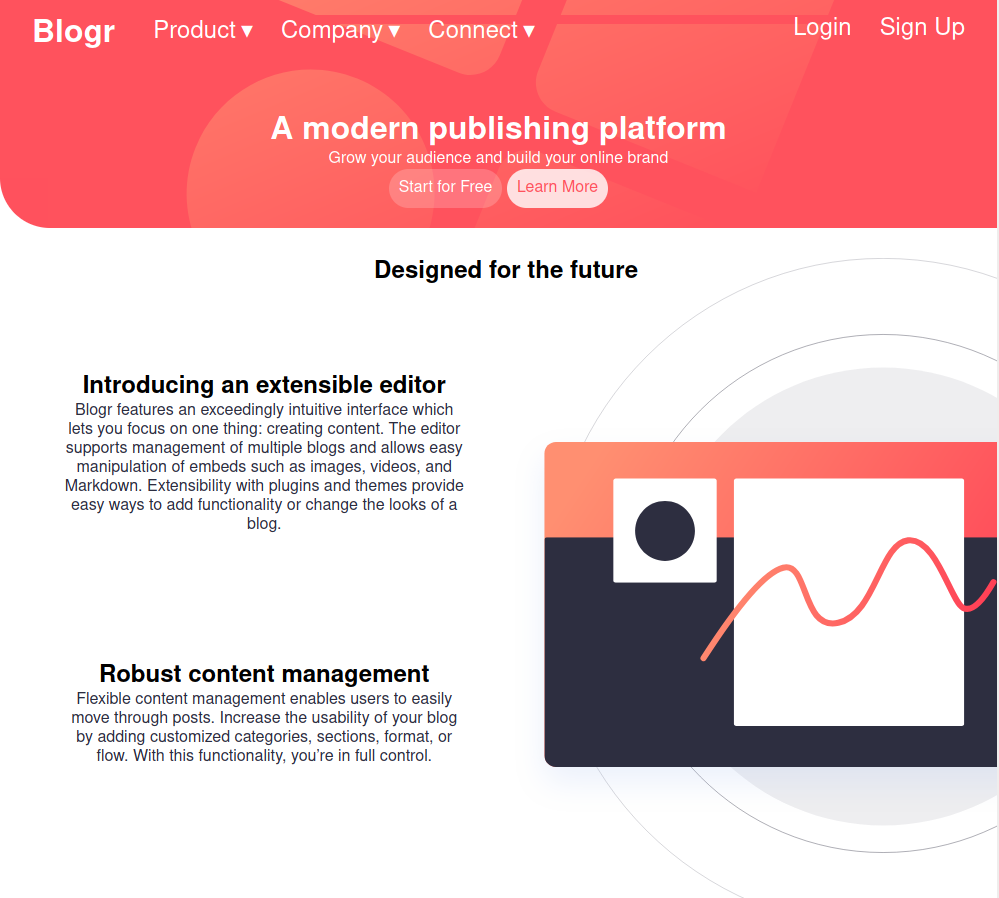 Blogr Product ▾ Company ▾ Connect ▾ Login Sign Up
A modern publishing platform
Grow your audience and build your online brand
Start for Free Learn More
Designed for the future
Introducing an extensible editor
Blogr features an exceedingly intuitive interface which
lets you focus on one thing: creating content. The editor
supports management of multiple blogs and allows easy
manipulation of embeds such as images, videos, and
Markdown. Extensibility with plugins and themes provide
easy ways to add functionality or change the looks of a
blog.
Robust content management
Flexible content management enables users to easily
move through posts. Increase the usability of your blog
by adding customized categories, sections, format, or
flow. With this functionality, you’re in full control.